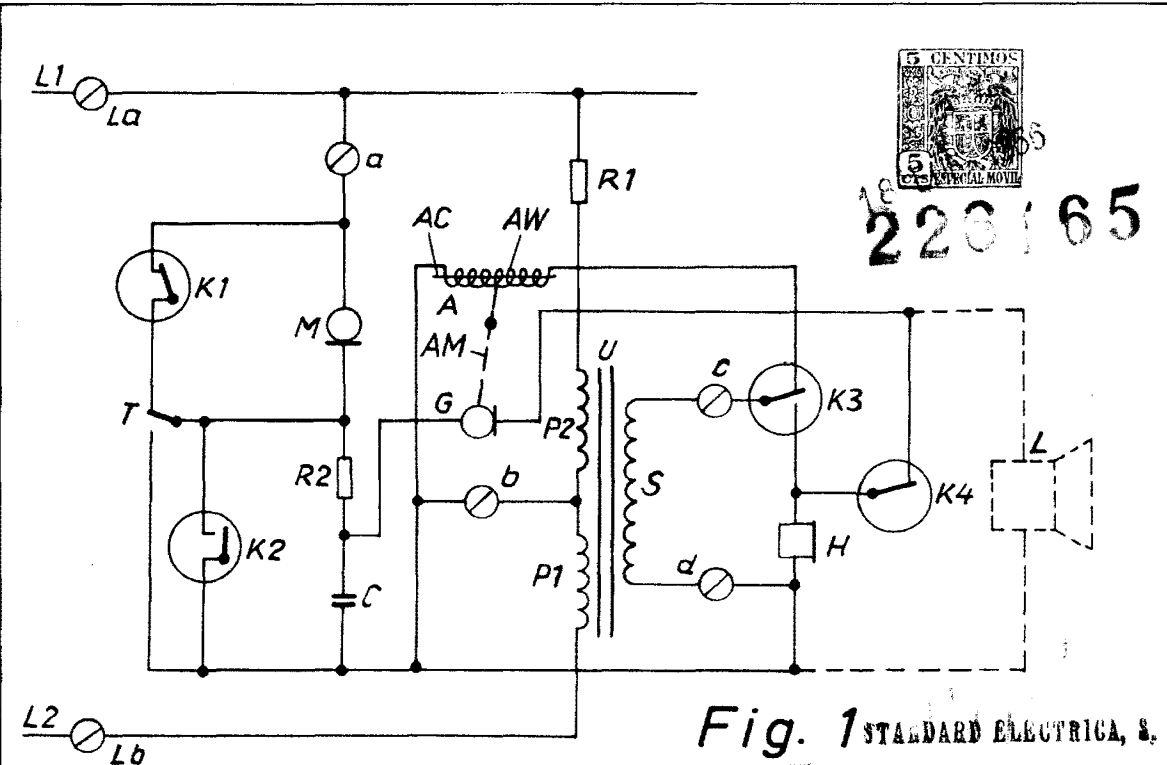 L1
La
a
R1
5 CENTIMOS
5
CTS ESPECIAL MOVIL
AC
AW
K1
A
M
AM
U
C
K3
T
G
P2
R2
b
S
K4
L
K2
H
P1
d
C
L2
Lb
Fig. 1
STANDARD ELECTRICA, S.